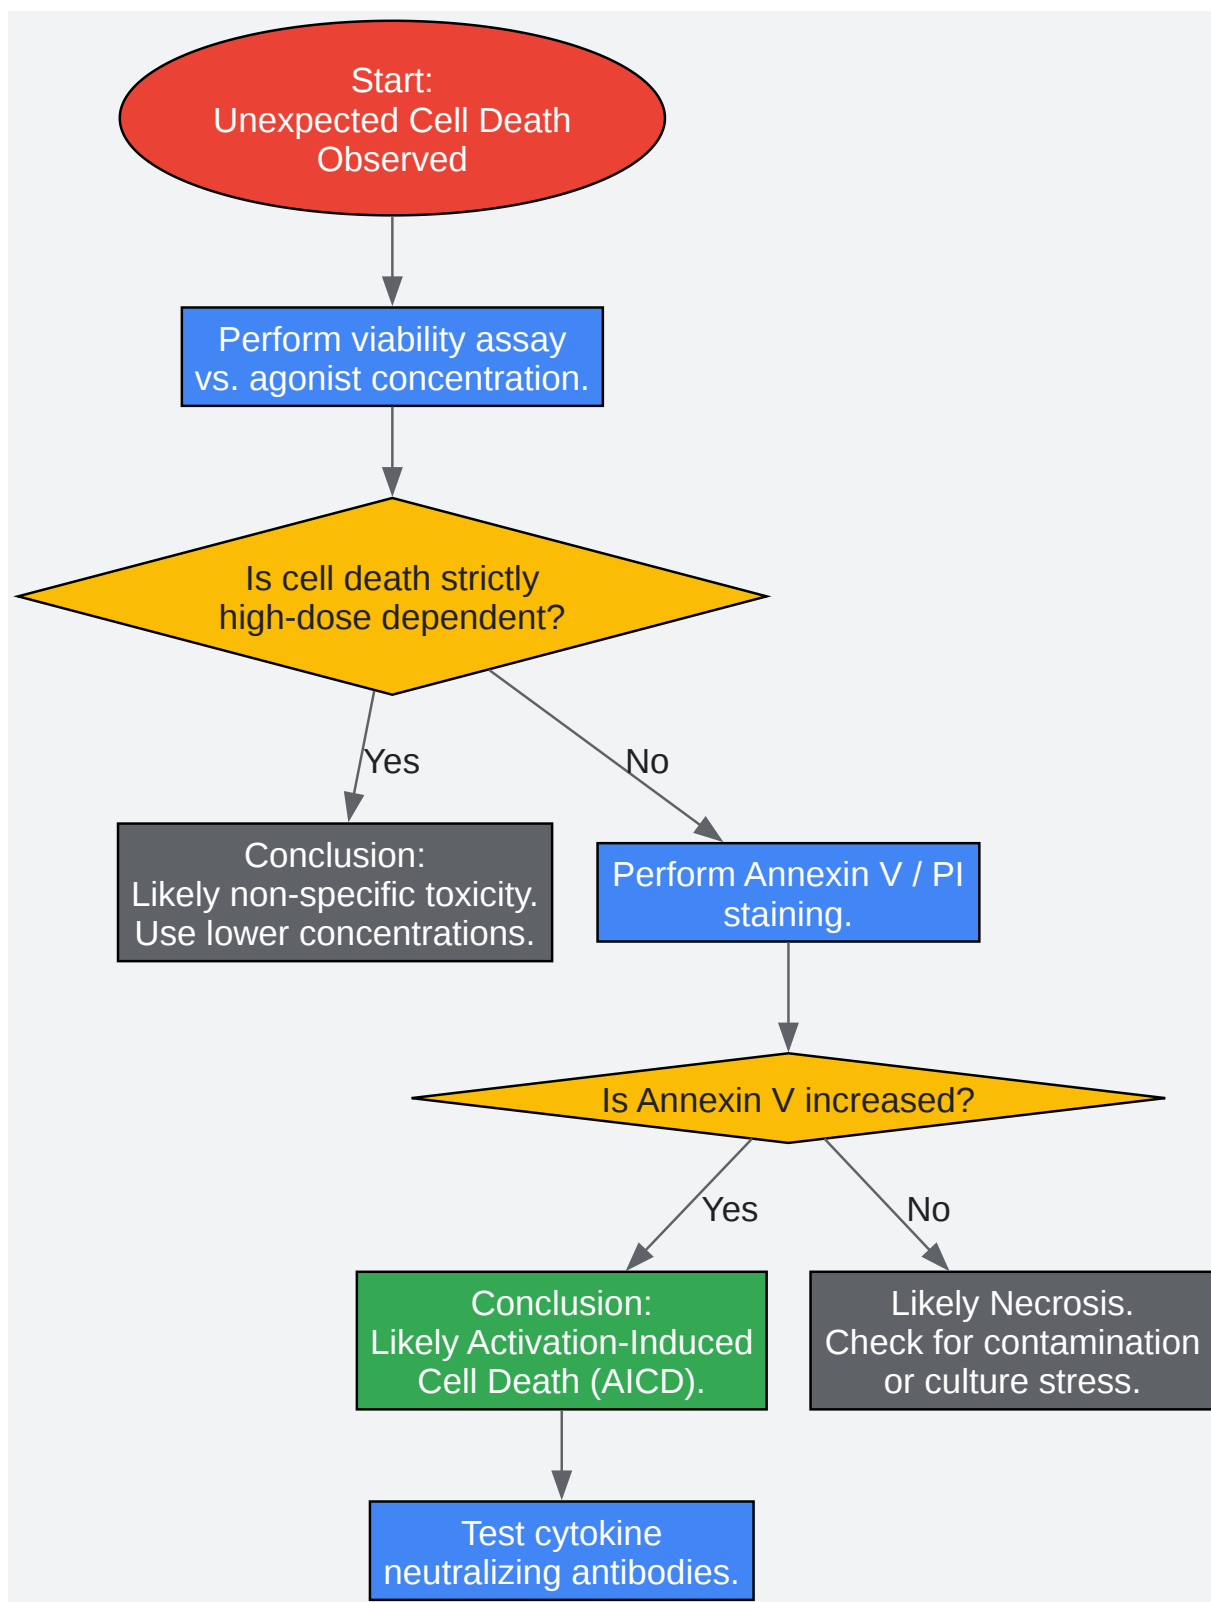 Start:
Unexpected Cell Death
Observed
Perform viability assay
vs. agonist concentration.
Is cell death strictly
high-dose dependent?
Yes
No
Conclusion:
Likely non-specific toxicity.
Use lower concentrations.
Perform Annexin V / PI
staining.
Is Annexin V increased?
Yes
No
Conclusion:
Likely Activation-Induced
Cell Death (AICD).
Likely Necrosis.
Check for contamination
or culture stress.
Test cytokine
neutralizing antibodies.